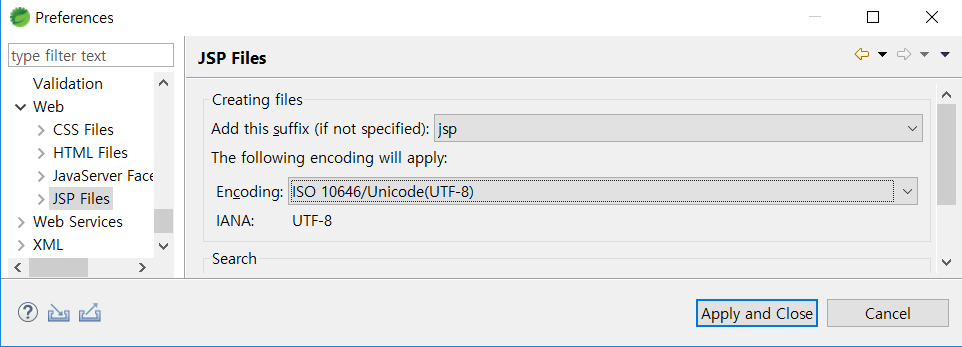 Preferences
type filter text
Validation
Web
CSS Files
HTML Files
JavaServer Face
JSP Files
Web Services
XML
JSP Files
Creating files
Add this suffix (if not specified): jsp
The following encoding will apply:
Encoding: ISO 10646/Unicode(UTF-8)
IANA: UTF-8
Search
Apply and Close
Cancel